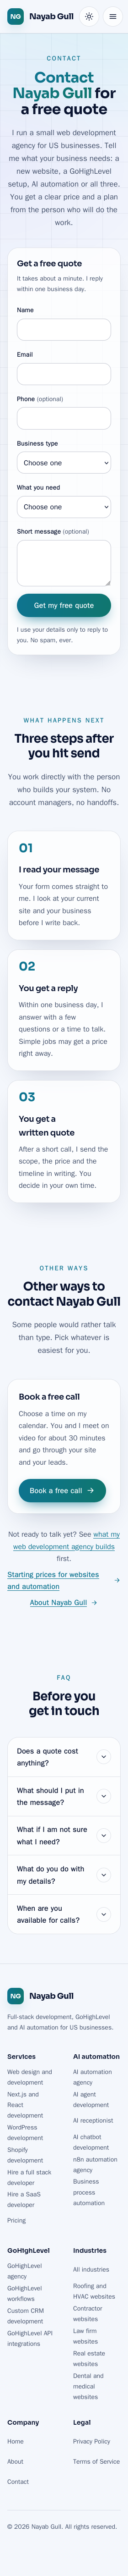 NG Nayab Gull
CONTACT
Contact
Nayab Gull for
a free quote
I run a small web development
agency for US businesses. Tell
me what your business needs: a
new website, a GoHighLevel
setup, AI automation or all three.
You get a clear price and a plan
from the person who will do the
work.
Get a free quote
It takes about a minute. I reply
within one business day.
Name
Email
Phone (optional)
Business type
Choose one
What you need
Choose one
Short message (optional)
Get my free quote
I use your details only to reply to
you. No spam, ever.
WHAT HAPPENS NEXT
Three steps after
you hit send
You work directly with the person
who builds your system. No
account managers, no handoffs.
01
I read your message
Your form comes straight to
me. I look at your current
site and your business
before I write back.
02
You get a reply
Within one business day, I
answer with a few
questions or a time to talk.
Simple jobs may get a price
right away.
03
You get a
written quote
After a short call, I send the
scope, the price and the
timeline in writing. You
decide in your own time.
OTHER WAYS
Other ways to
contact Nayab Gull
Some people would rather talk
than type. Pick whatever is
easiest for you.
Book a free call
Choose a time on my
calendar. You and I meet on
video for about 30 minutes
and go through your site
and your leads.
Book a free call →
Not ready to talk yet? See what my
web development agency builds
first.
Starting prices for websites
and automation →
About Nayab Gull →
FAQ
Before you
get in touch
Does a quote cost
anything?
What should I put in
the message?
What if I am not sure
what I need?
What do you do with
my details?
When are you
available for calls?
NG Nayab Gull
Full-stack development, GoHighLevel
and AI automation for US businesses.
Services
Web design and
development
Next.js and
React
development
WordPress
development
Shopify
development
Hire a full stack
developer
Hire a SaaS
developer
Pricing
AI automation
AI automation
agency
AI agent
development
AI receptionist
AI chatbot
development
n8n automation
agency
Business
process
automation
GoHighLevel
GoHighLevel
agency
GoHighLevel
workflows
Custom CRM
development
GoHighLevel API
integrations
Industries
All industries
Roofing and
HVAC websites
Contractor
websites
Law firm
websites
Real estate
websites
Dental and
medical
websites
Company
Home
About
Contact
Legal
Privacy Policy
Terms of Service
© 2026 Nayab Gull. All rights reserved.